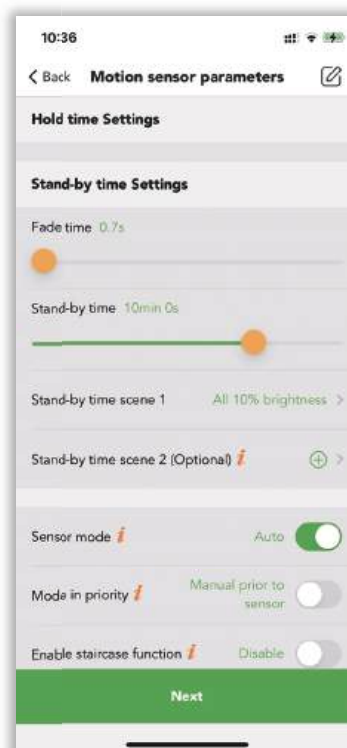 10:36
Back Motion sensor parameters
Hold time Settings
Stand-by time Settings
Fade time 0.7s
Stand-by time 10min 0s
Stand-by time scene 1 All 10% brightness
Stand-by time scene 2 (Optional) i
Sensor mode i Auto
Mode in priority i Manual prior to
sensor
Enable staircase function i Disable
Next